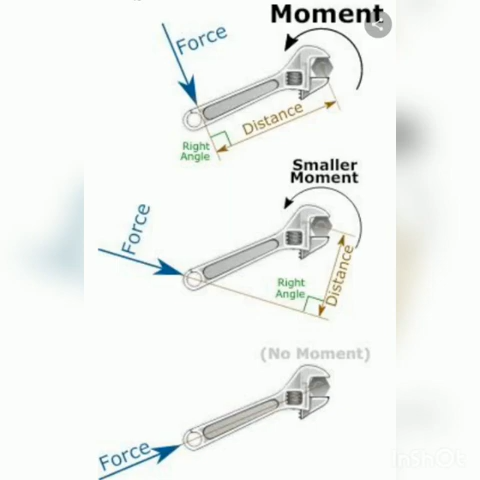 Moment
Force
Distance
Right
Angle
Smaller
Moment
Force
Right
Angle
Distance
(No Moment)
Force
InShOt